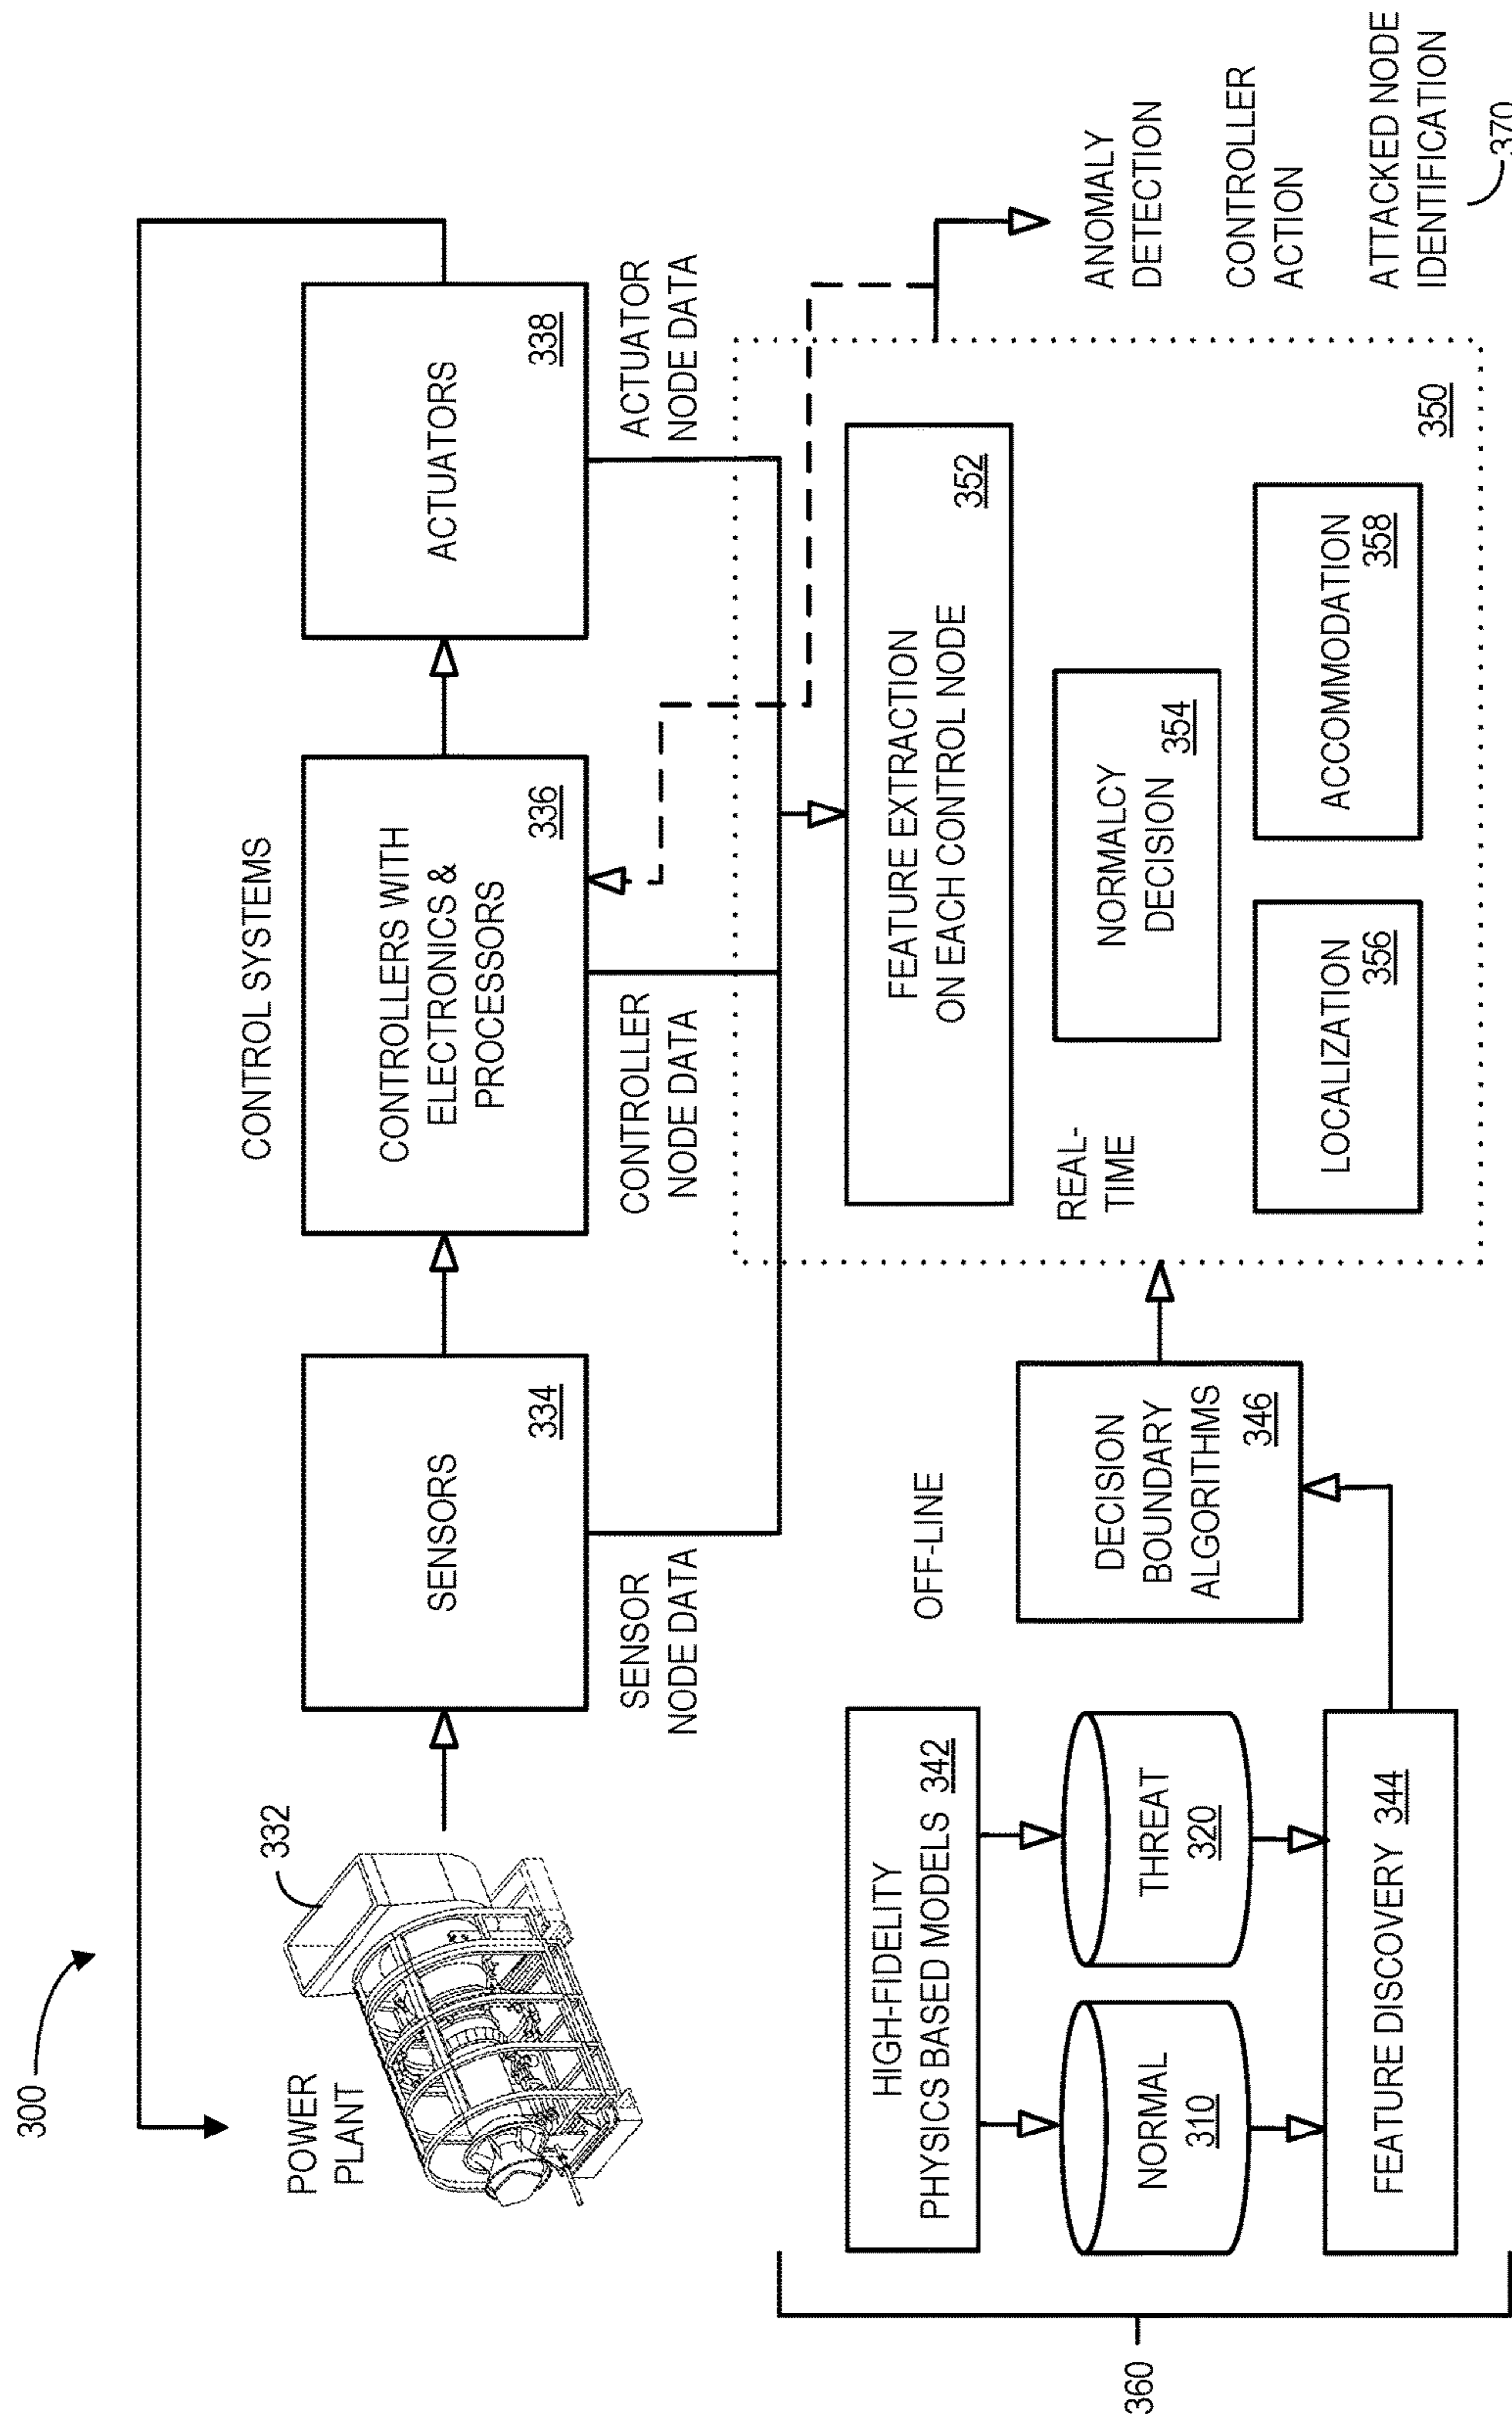 300
POWER
PLANT
332
CONTROL SYSTEMS
SENSORS
334
CONTROLLERS WITH
ELECTRONICS &
PROCESSORS
336
ACTUATORS
338
SENSOR
NODE DATA
CONTROLLER
NODE DATA
ACTUATOR
NODE DATA
360
HIGH-FIDELITY
PHYSICS BASED MODELS 342
NORMAL
310
THREAT
320
FEATURE DISCOVERY 344
OFF-LINE
DECISION
BOUNDARY
ALGORITHMS
346
FEATURE EXTRACTION
ON EACH CONTROL NODE
352
REAL-
TIME
NORMALCY
DECISION
354
LOCALIZATION
356
ACCOMMODATION
358
350
ANOMALY
DETECTION
CONTROLLER
ACTION
ATTACKED NODE
IDENTIFICATION
370